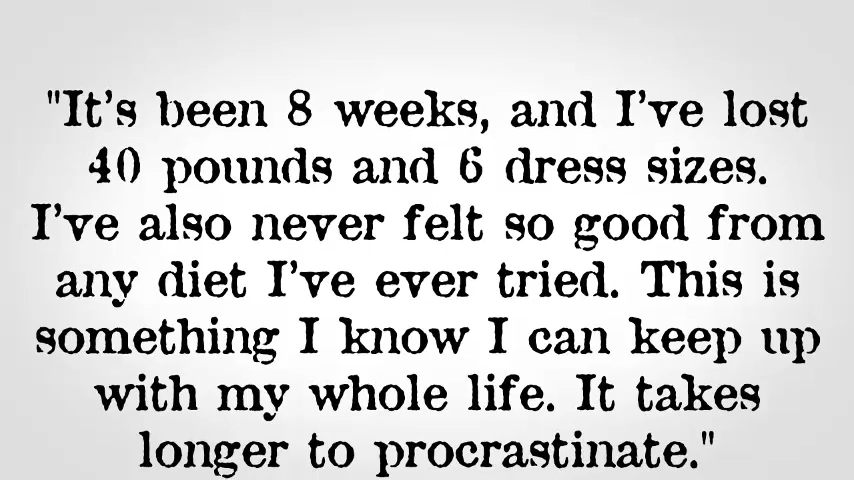 "It's been 8 weeks, and I've lost
40 pounds and 6 dress sizes.
I've also never felt so good from
any diet I've ever tried. This is
something I know I can keep up
with my whole life. It takes
longer to procrastinate."